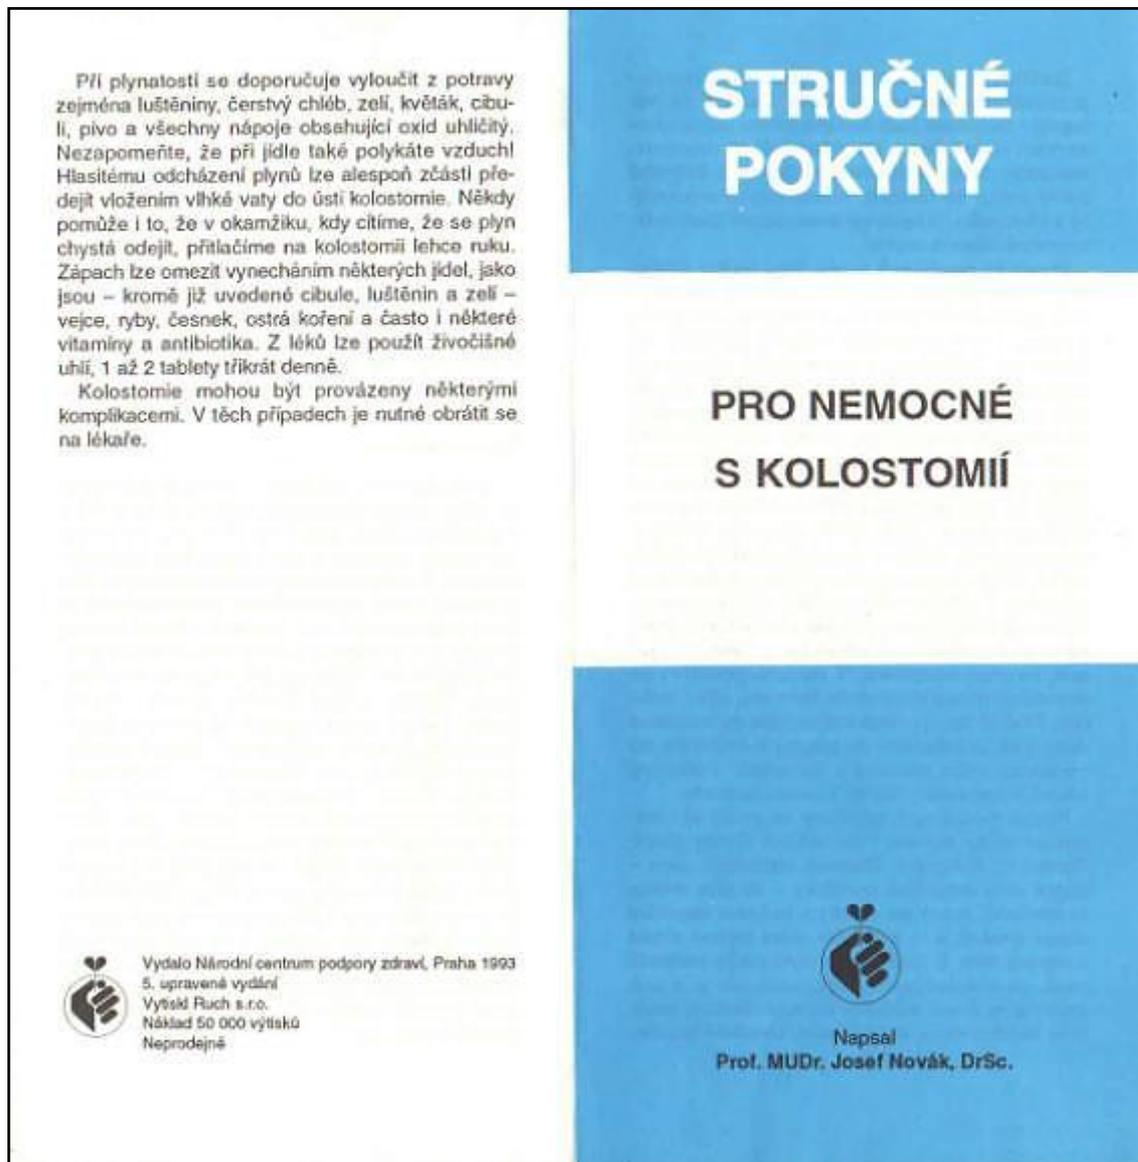 Při plynatosti se doporučuje vyloučit z potravy
zejména luštěniny, čerstvý chléb, zelí, květák, cibu-
li, pivo a všechny nápoje obsahující oxid uhličitý.
Nezapomeňte, že při jídle také polykáte vzduch!
Hlasitému odcházení plynů lze alespoň zčásti pře-
dejít vložením vlhké vaty do ústí kolostomie. Někdy
pomůže i to, že v okamžiku, kdy cítíme, že se plyn
chystá odejít, přitlačíme na kolostomii lehce ruku.
Zápach lze omezit vynecháním některých jídel, jako
jsou – kromě již uvedené cibule, luštěnin a zelí –
vejce, ryby, česnek, ostrá koření a často i některé
vitamíny a antibiotika. Z léků lze použít živočišné
uhlí, 1 až 2 tablety třikrát denně.
Kolostomie mohou být provázeny některými
komplikacemi. V těch případech je nutné obrátit se
na lékaře.
Vydalo Národní centrum podpory zdraví, Praha 1993
5. upravené vydání
Vytiskl Ruch s.r.o.
Náklad 50 000 výtisků
Neprodejné
STRUČNÉ
POKYNY
PRO NEMOCNÉ
S KOLOSTOMIÍ
Napsal
Prof. MUDr. Josef Novák, DrSc.